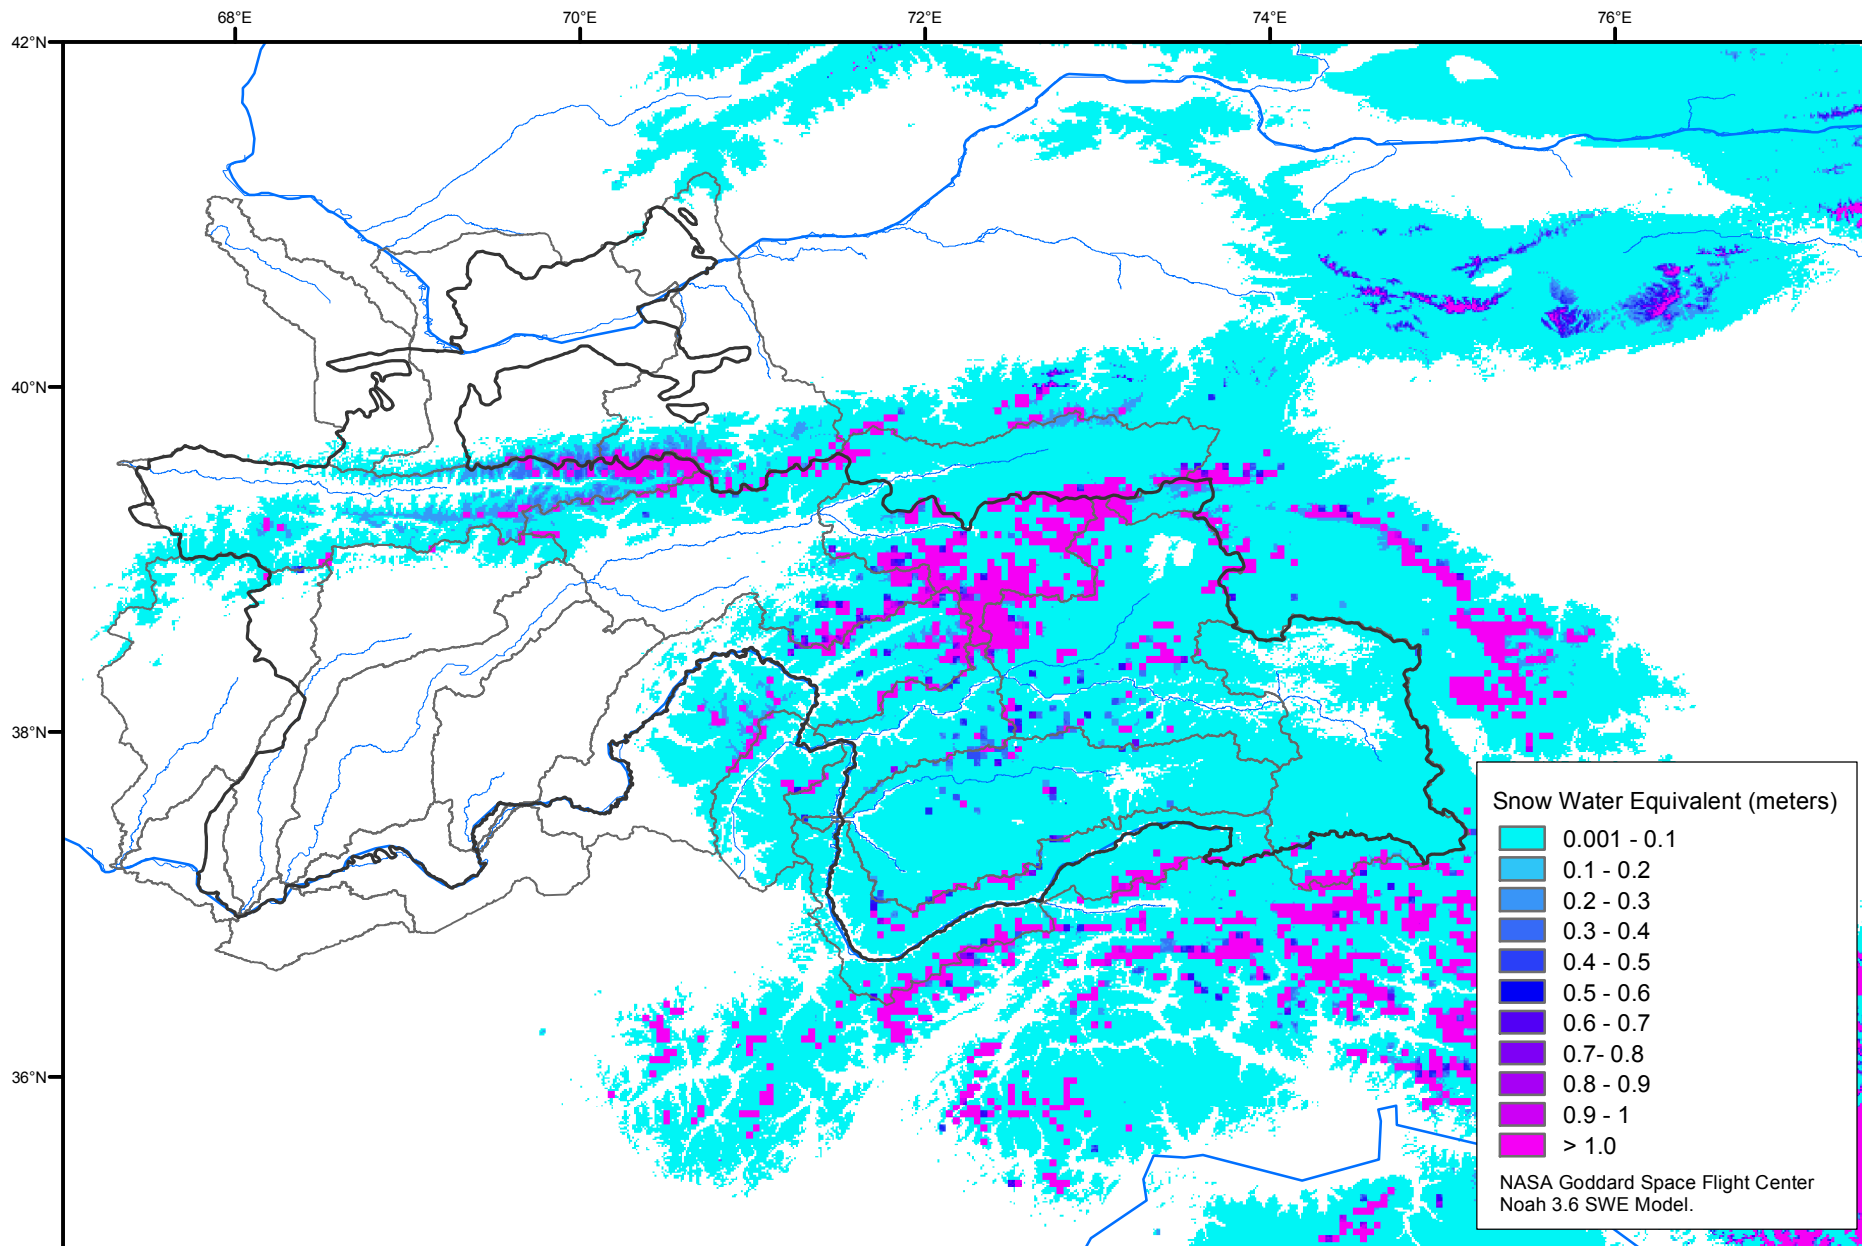 68°E
70°E
72°E
74°E
76°E
42°N
40°N
38°N
36°N
Snow Water Equivalent (meters)
0.001 - 0.1
0.1 - 0.2
0.2 - 0.3
0.3 - 0.4
0.4 - 0.5
0.5 - 0.6
0.6 - 0.7
0.7- 0.8
0.8 - 0.9
0.9 - 1
> 1.0
NASA Goddard Space Flight Center
Noah 3.6 SWE Model.